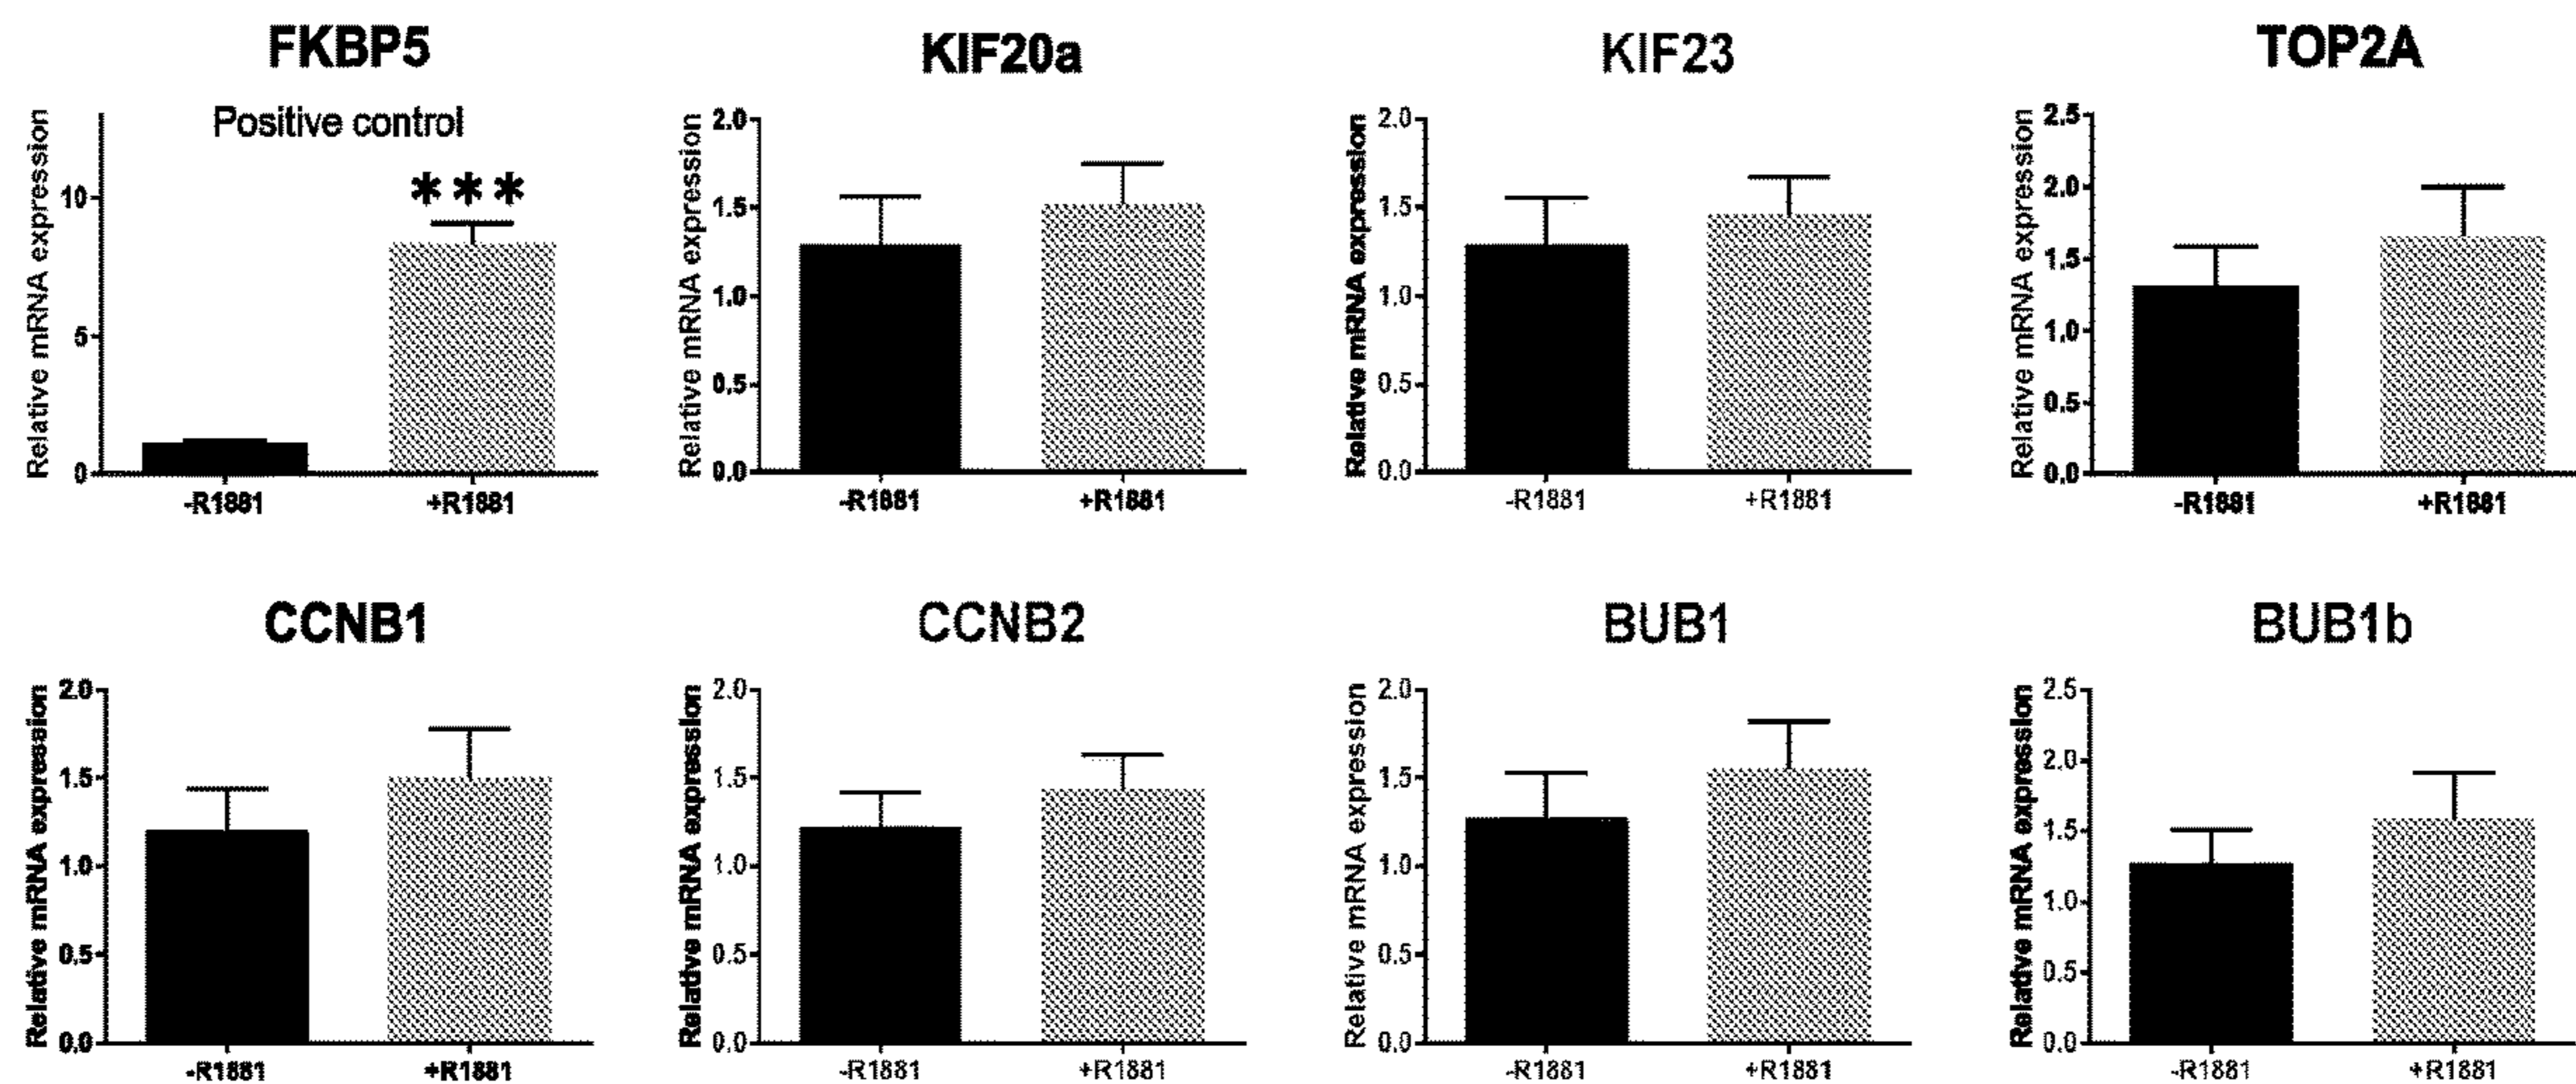 FKBP5
Positive control
***
Relative mRNA expression
10
5
0
-R1881
+R1881
KIF20a
Relative mRNA expression
2.0
1.5
1.0
0.5
0.0
-R1881
+R1881
KIF23
Relative mRNA expression
2.0
1.5
1.0
0.5
0.0
-R1881
+R1881
TOP2A
Relative mRNA expression
2.5
2.0
1.5
1.0
0.5
0.0
-R1881
+R1881
CCNB1
Relative mRNA expression
2.0
1.5
1.0
0.5
0.0
-R1881
+R1881
CCNB2
Relative mRNA expression
2.0
1.5
1.0
0.5
0.0
-R1881
+R1881
BUB1
Relative mRNA expression
2.0
1.5
1.0
0.5
0.0
-R1881
+R1881
BUB1b
Relative mRNA expression
2.5
2.0
1.5
1.0
0.5
0.0
-R1881
+R1881